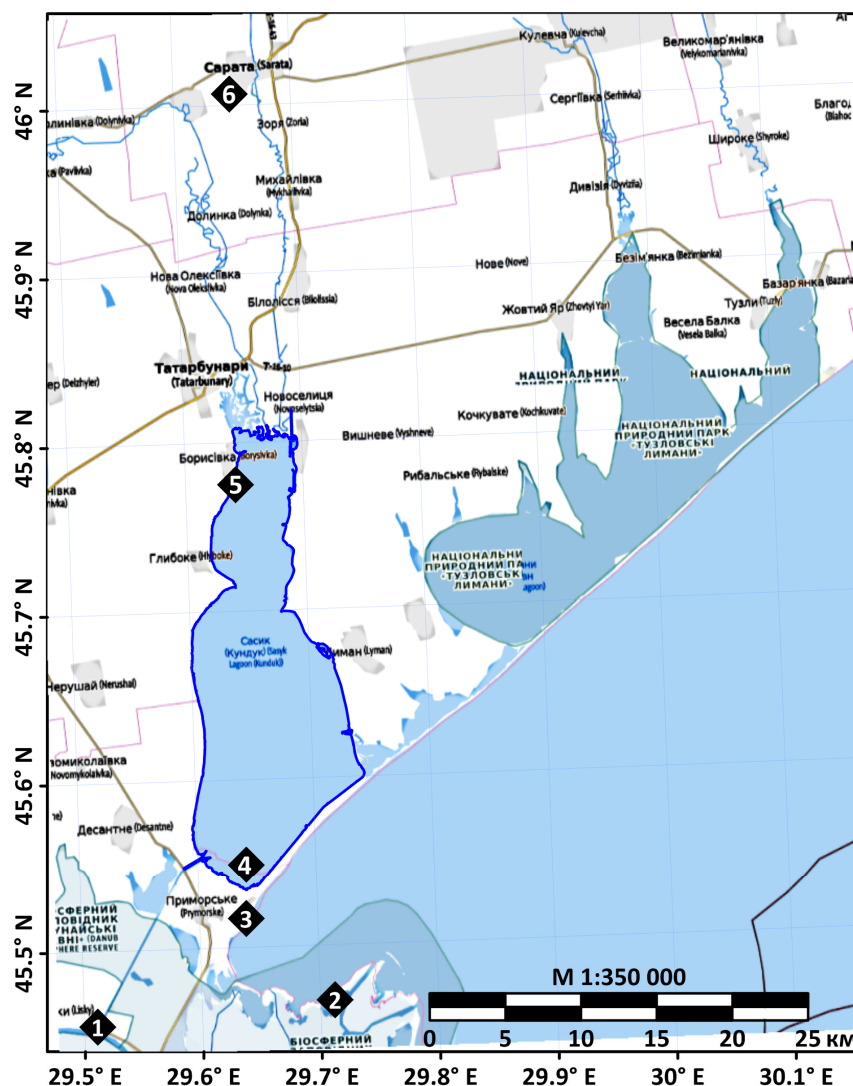 Кулевча (Kulevcha)
Великомар'янівка
(Velykomarianivka)
Сарата (Sarata)
6
Сергіївка (Serhiivka)
46° N
(Dolynivka)
Зоря (Zoria)
Широке (Shyroke)
Михайлівка
(Mykhailivka)
Дивізія (Dyviziia)
Долинка (Dolynka)
Нове (Nove)
Безім'янка (Bezimianka)
45.9° N
Нова Олексіївка
(Nova Oleksiivka)
Базар'янка
Білолісся (Bilolissia)
Жовтий Яр (Zhovtyi Yar)
Тузли (Tuzly)
Весела Балка
(Vesela Balka)
Татарбунари
(Tatarbunary)
Т-16-10
НАЦІОНАЛЬНИЙ
НАЦІОНАЛЬНИЙ
Новоселиця
(Novoselytsia)
Кочкувате (Kochkuvate)
НАЦІОНАЛЬНИЙ
ПРИРОДНИЙ ПАРК
«ТУЗЛОВСЬКІ
ЛИМАНИ»
Вишневе (Vyshneve)
45.8° N
Борисівка (Borysivka)
Рибальське (Rybalske)
5
Глибоке (Hlyboke)
НАЦІОНАЛЬНИ
ПРИРОДНИЙ ПА
«ТУЗЛОВСЬК
ЛИМАНИ»
45.7° N
Сасик
(Кундук) (Sasyk
Lagoon (Kunduk))
(Lyman)
(Nerushai)
45.6° N
Десантне (Desantne)
4
Приморське
(Prymorske)
3
45.5° N
(DANUB
М 1:350 000
2
1
(Lisky)
БІОСФЕРНИЙ
0 5 10 15 20 25 км
29.5° E 29.6° E 29.7° E 29.8° E 29.9° E 30° E 30.1° E